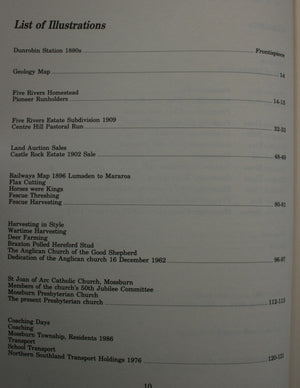 List of Illustrations
Dunrobin Station 1890s Frontispiece
Geology Map 14
Five Rivers Homestead
Pioneer Runholders 14-15
Five Rivers Estate Subdivision 1909
Centre Hill Pastoral Run 32-33
Land Auction Sales
Castle Rock Estate 1902 Sale 48-49
Railways Map 1896 Lumsden to Mararoa
Flax Cutting
Horses were Kings
Fescue Threshing
Fescue Harvesting 80-81
Harvesting in Style
Wartime Harvesting
Deer Farming
Braxton Polled Hereford Stud
The Anglican Church of the Good Shepherd
Dedication of the Anglican church 16 December 1962 96-97
St Joan of Arc Catholic Church, Mossburn
Members of the church's 50th Jubilee Committee
Mossburn Presbyterian Church
The present Presbyterian church 112-113
Coaching Days
Coaching
Mossburn Township, Residents 1986
Transport
School Transport
Northern Southland Transport Holdings 1976 120-121
10